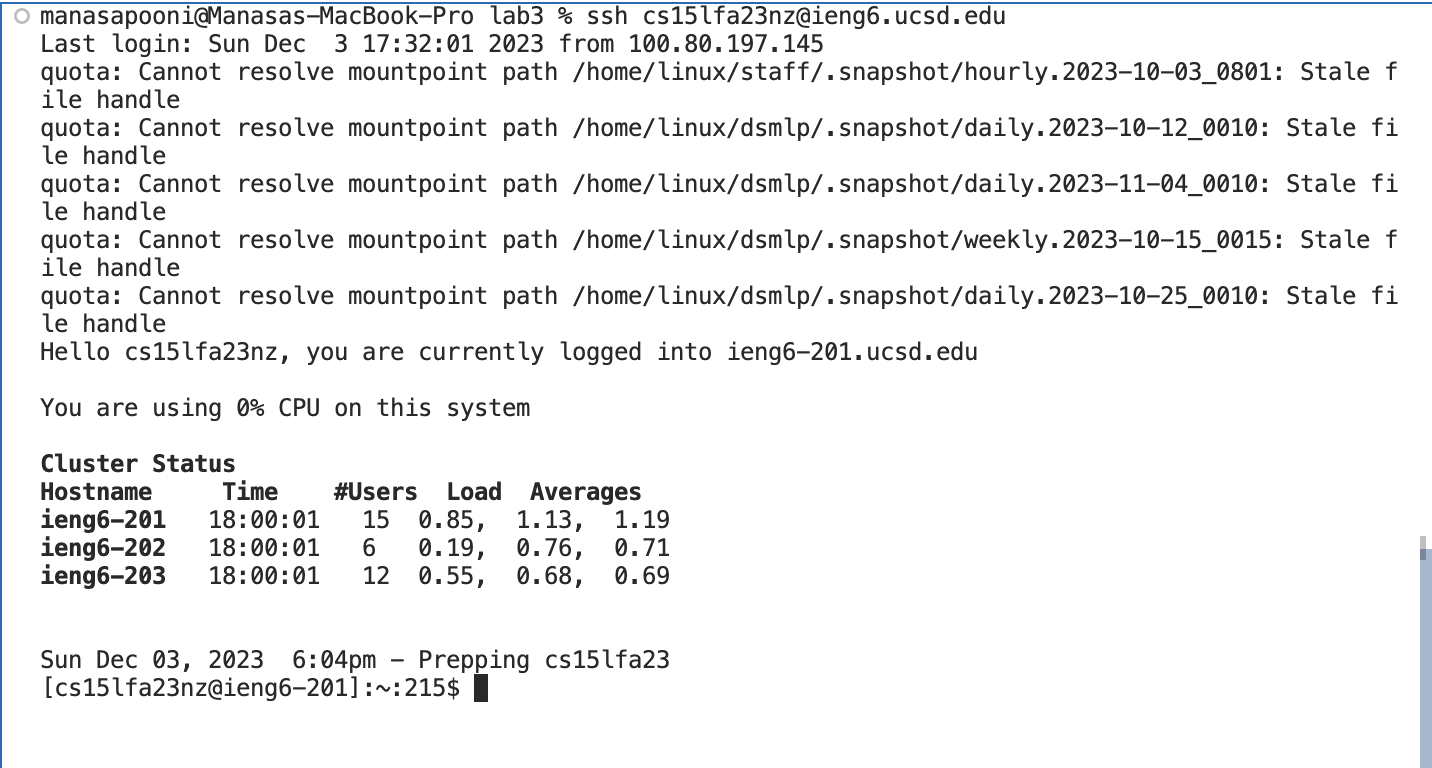 manasapooni@Manasas-MacBook-Pro lab3 % ssh cs15lfa23nz@ieng6.ucsd.edu
Last login: Sun Dec  3 17:32:01 2023 from 100.80.197.145
quota: Cannot resolve mountpoint path /home/linux/staff/.snapshot/hourly.2023-10-03_0801: Stale f
ile handle
quota: Cannot resolve mountpoint path /home/linux/dsmlp/.snapshot/daily.2023-10-12_0010: Stale fi
le handle
quota: Cannot resolve mountpoint path /home/linux/dsmlp/.snapshot/daily.2023-11-04_0010: Stale fi
le handle
quota: Cannot resolve mountpoint path /home/linux/dsmlp/.snapshot/weekly.2023-10-15_0015: Stale f
ile handle
quota: Cannot resolve mountpoint path /home/linux/dsmlp/.snapshot/daily.2023-10-25_0010: Stale fi
le handle
Hello cs15lfa23nz, you are currently logged into ieng6-201.ucsd.edu

You are using 0% CPU on this system

Cluster Status
Hostname     Time    #Users  Load  Averages
ieng6-201   18:00:01   15  0.85,  1.13,  1.19
ieng6-202   18:00:01   6   0.19,  0.76,  0.71
ieng6-203   18:00:01   12  0.55,  0.68,  0.69

Sun Dec 03, 2023  6:04pm - Prepping cs15lfa23
[cs15lfa23nz@ieng6-201]:~:215$